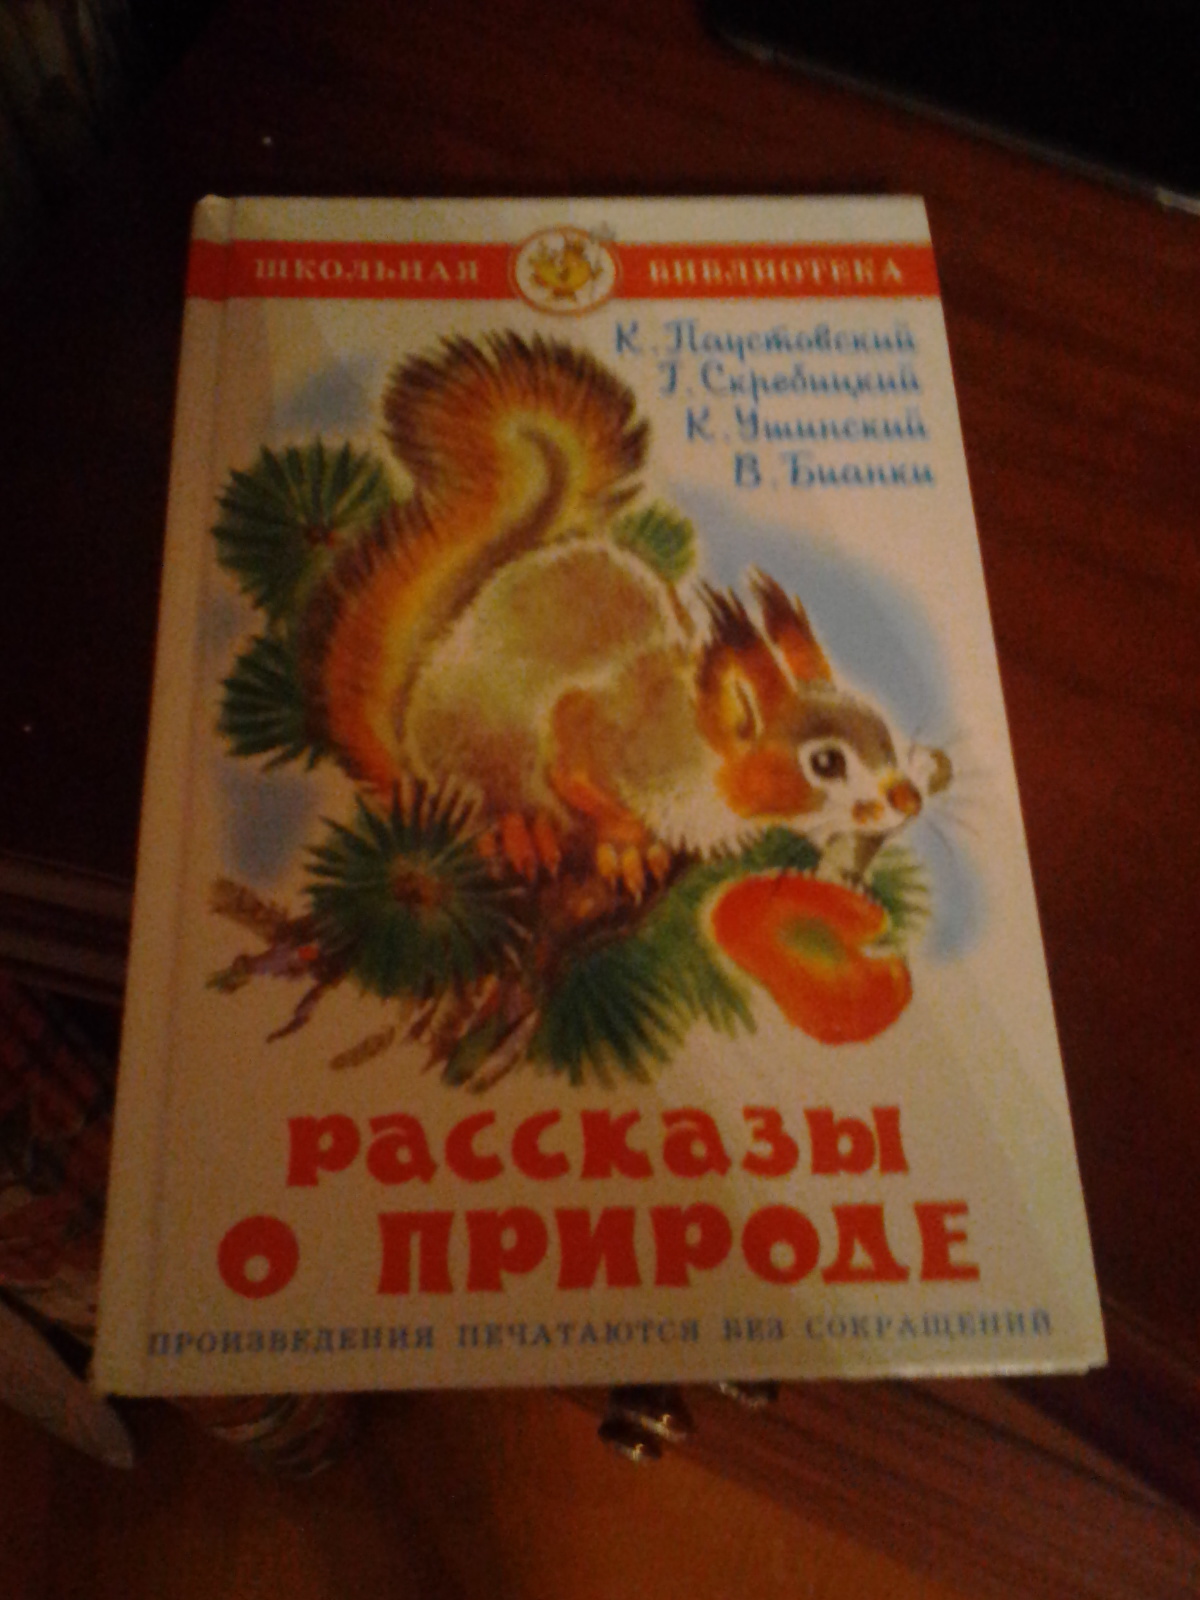 ШКОЛЬНАЯ БИБЛИОТЕКА
К. Паустовский
Г. Скребицкий
К. Ушинский
В. Бианки
Рассказы
о природе
ПРОИЗВЕДЕНИЯ ПЕЧАТАЮТСЯ БЕЗ СОКРАЩЕНИЙ